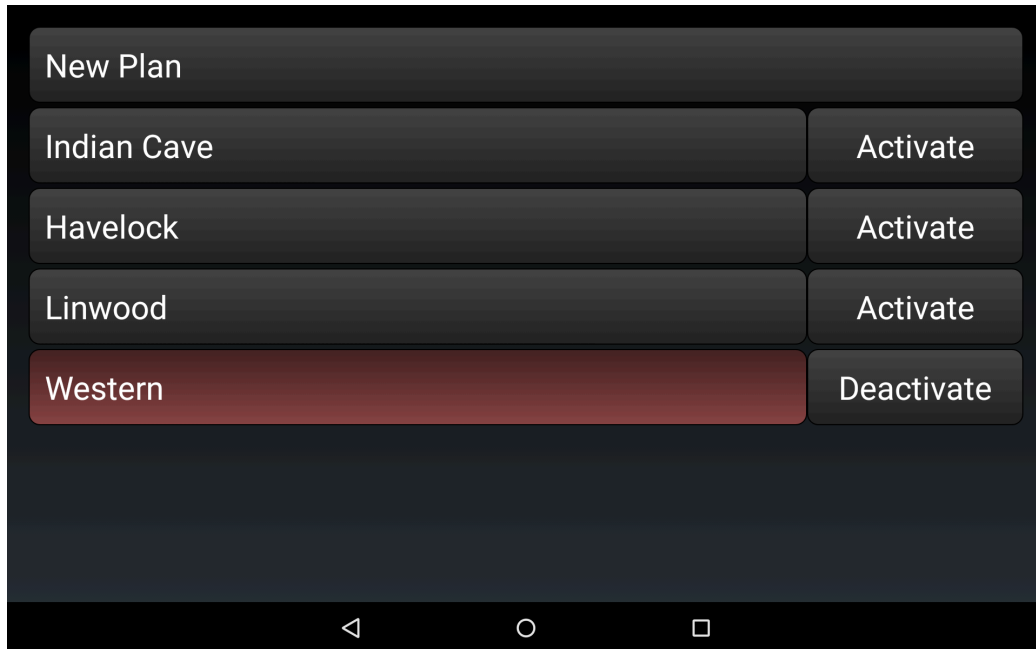 New Plan
Indian Cave Activate
Havelock Activate
Linwood Activate
Western Deactivate